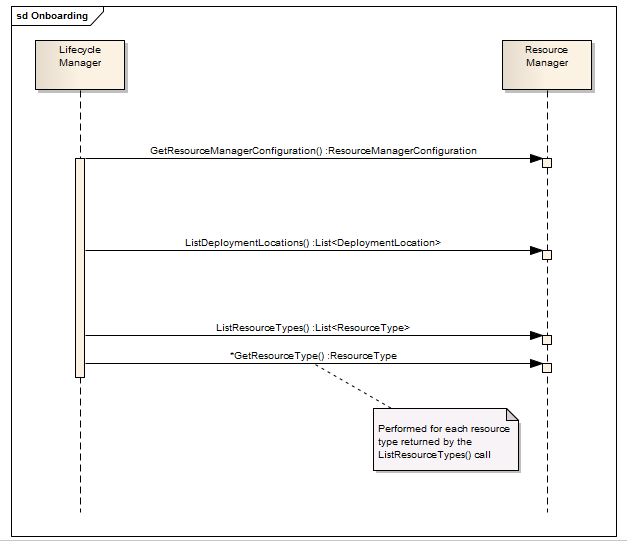 sd Onboarding
Lifecycle
Manager
Resource
Manager
GetResourceManagerConfiguration() :ResourceManagerConfiguration
ListDeploymentLocations() :List<DeploymentLocation>
ListResourceTypes() :List<ResourceType>
*GetResourceType() :ResourceType
Performed for each resource
type returned by the
ListResourceTypes() call